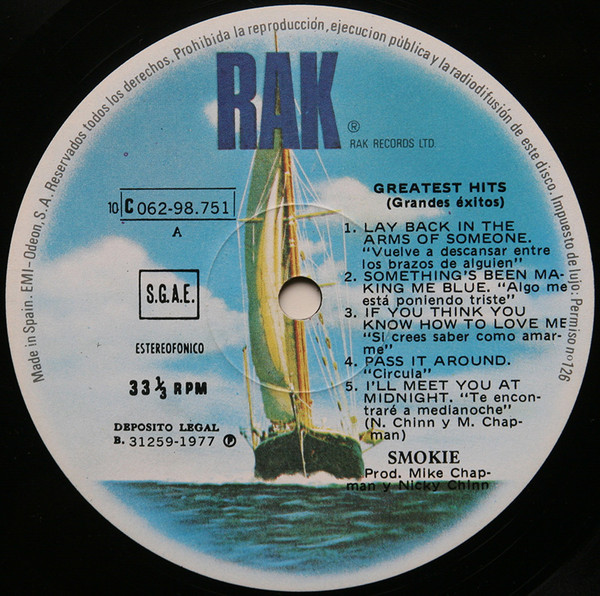 Made in Spain. EMI-Odeon, S. A. Reservados todos los derechos. Prohibida la reproducción, ejecucion pública y la radiodifusión de este disco. Impuesto de lujo: Permiso nº 126
RAK
®
RAK RECORDS LTD.
10 C 062-98.751
A
S.G.A.E.
ESTEREOFONICO
33 ⅓ RPM
DEPOSITO LEGAL
B. 31259-1977 Ⓟ
GREATEST HITS
(Grandes éxitos)
1. LAY BACK IN THE
ARMS OF SOMEONE.
"Vuelve a descansar entre
los brazos de alguien"
2. SOMETHING'S BEEN MA-
KING ME BLUE. "Algo me
está poniendo triste"
3. IF YOU THINK YOU
KNOW HOW TO LOVE ME
"Si crees saber como amar-
me"
4. PASS IT AROUND.
"Circula"
5. I'LL MEET YOU AT
MIDNIGHT. "Te encon-
traré a medianoche"
(N. Chinn y M. Chap-
man)
SMOKIE
Prod. Mike Chap-
man y Nicky Chinn